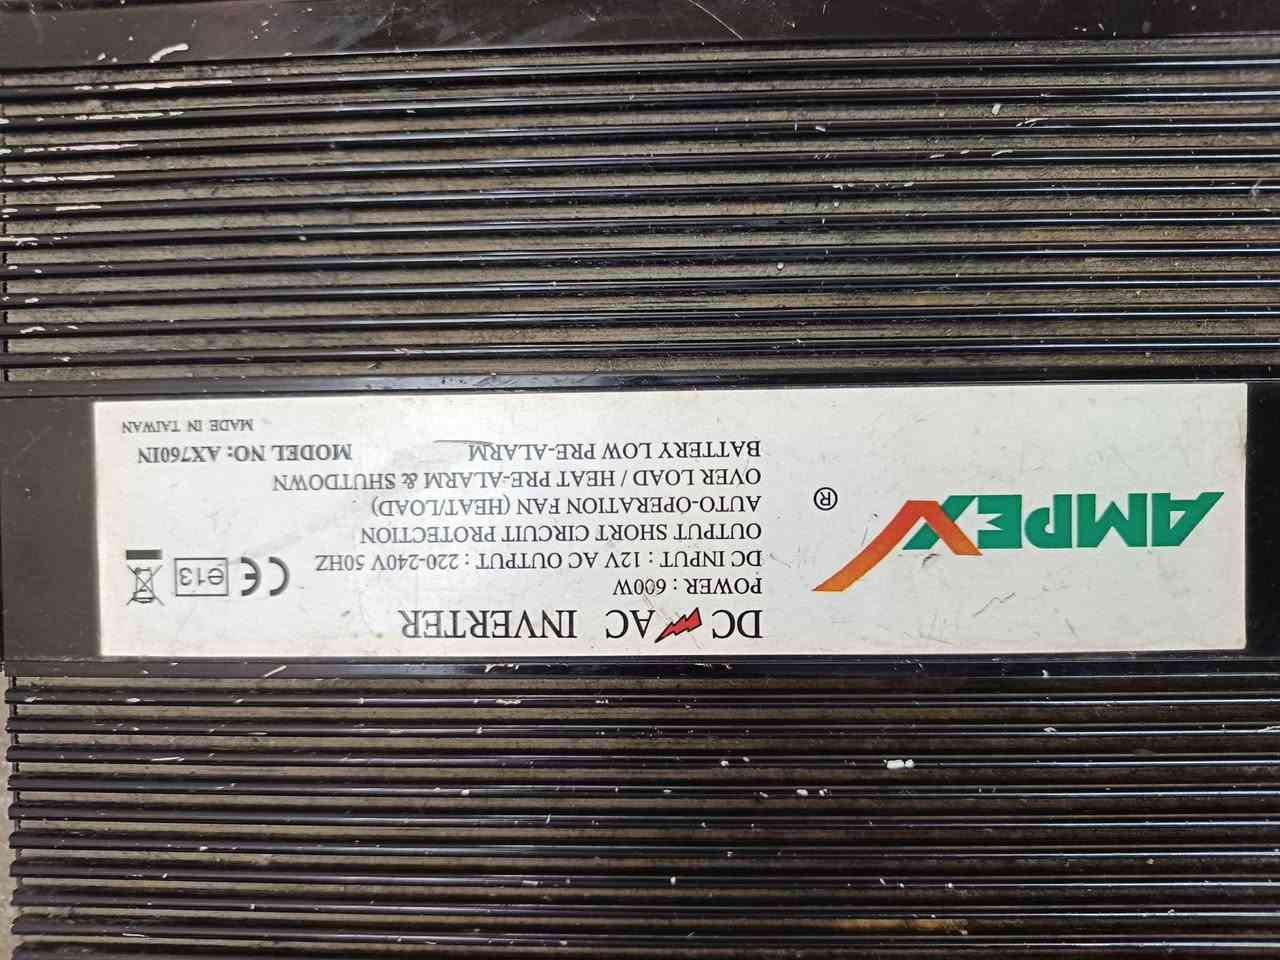 AMPEX ®
DC AC INVERTER
POWER : 600W
DC INPUT : 12V AC OUTPUT : 220-240V 50HZ
OUTPUT SHORT CIRCUIT PROTECTION
AUTO-OPERATION FAN (HEAT/LOAD)
OVER LOAD / HEAT PRE-ALARM & SHUTDOWN
BATTERY LOW PRE-ALARM
CE e13
MODEL NO: AX760IN
MADE IN TAIWAN